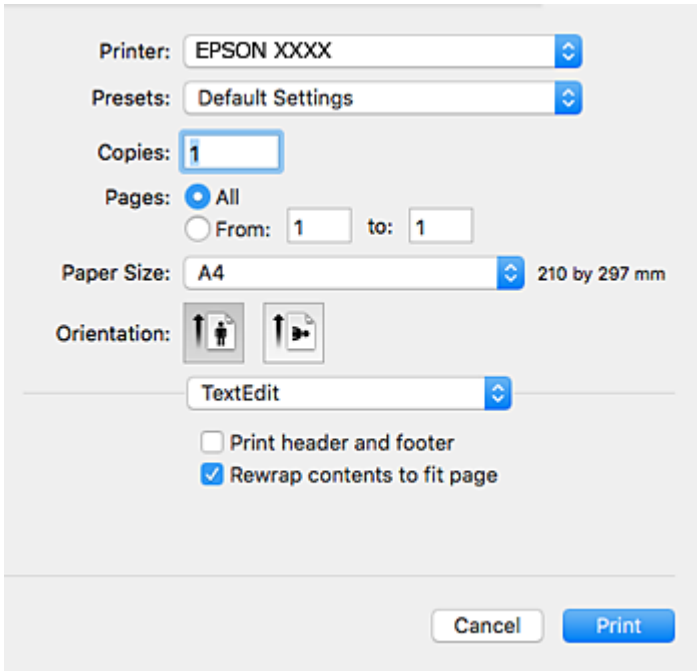 Printer: EPSON XXXX
Presets: Default Settings
Copies: 1
Pages: All
From: 1 to: 1
Paper Size: A4 210 by 297 mm
Orientation:
TextEdit
Print header and footer
Rewrap contents to fit page
Cancel Print